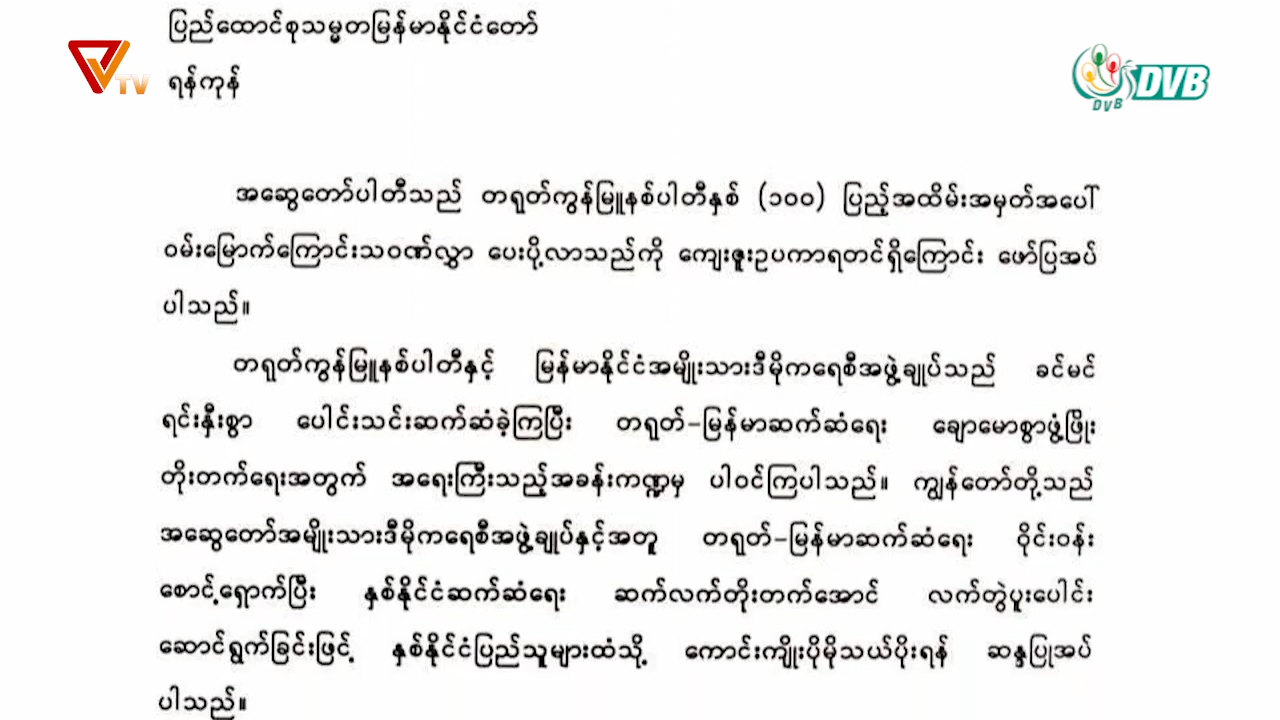 ပြည်ထောင်စုသမ္မတမြန်မာနိုင်ငံတော်
TV
ရန်ကုန်
DVB
DVB
အဆွေတော်ပါတီသည် တရုတ်ကွန်မြူနစ်ပါတီနှစ် (၁၀၀) ပြည့်အထိမ်းအမှတ်အပေါ်
ဝမ်းမြောက်ကြောင်းသဝဏ်လွှာ ပေးပို့လာသည်ကို ကျေးဇူးဥပကာရတင်ရှိကြောင်း ဖော်ပြအပ်
ပါသည်။
တရုတ်ကွန်မြူနစ်ပါတီနှင့် မြန်မာနိုင်ငံအမျိုးသားဒီမိုကရေစီအဖွဲ့ချုပ်သည် ခင်မင်
ရင်းနှီးစွာ ပေါင်းသင်းဆက်ဆံခဲ့ကြပြီး တရုတ်-မြန်မာဆက်ဆံရေး ချောမောစွာဖွံ့ဖြိုး
တိုးတက်ရေးအတွက် အရေးကြီးသည့်အခန်းကဏ္ဍမှ ပါဝင်ကြပါသည်။ ကျွန်တော်တို့သည်
အဆွေတော်အမျိုးသားဒီမိုကရေစီအဖွဲ့ချုပ်နှင့်အတူ တရုတ်-မြန်မာဆက်ဆံရေး ဝိုင်းဝန်း
စောင့်ရှောက်ပြီး နှစ်နိုင်ငံဆက်ဆံရေး ဆက်လက်တိုးတက်အောင် လက်တွဲပူးပေါင်း
ဆောင်ရွက်ခြင်းဖြင့် နှစ်နိုင်ငံပြည်သူများထံသို့ ကောင်းကျိုးပိုမိုသယ်ပိုးရန် ဆန္ဒပြုအပ်
ပါသည်။